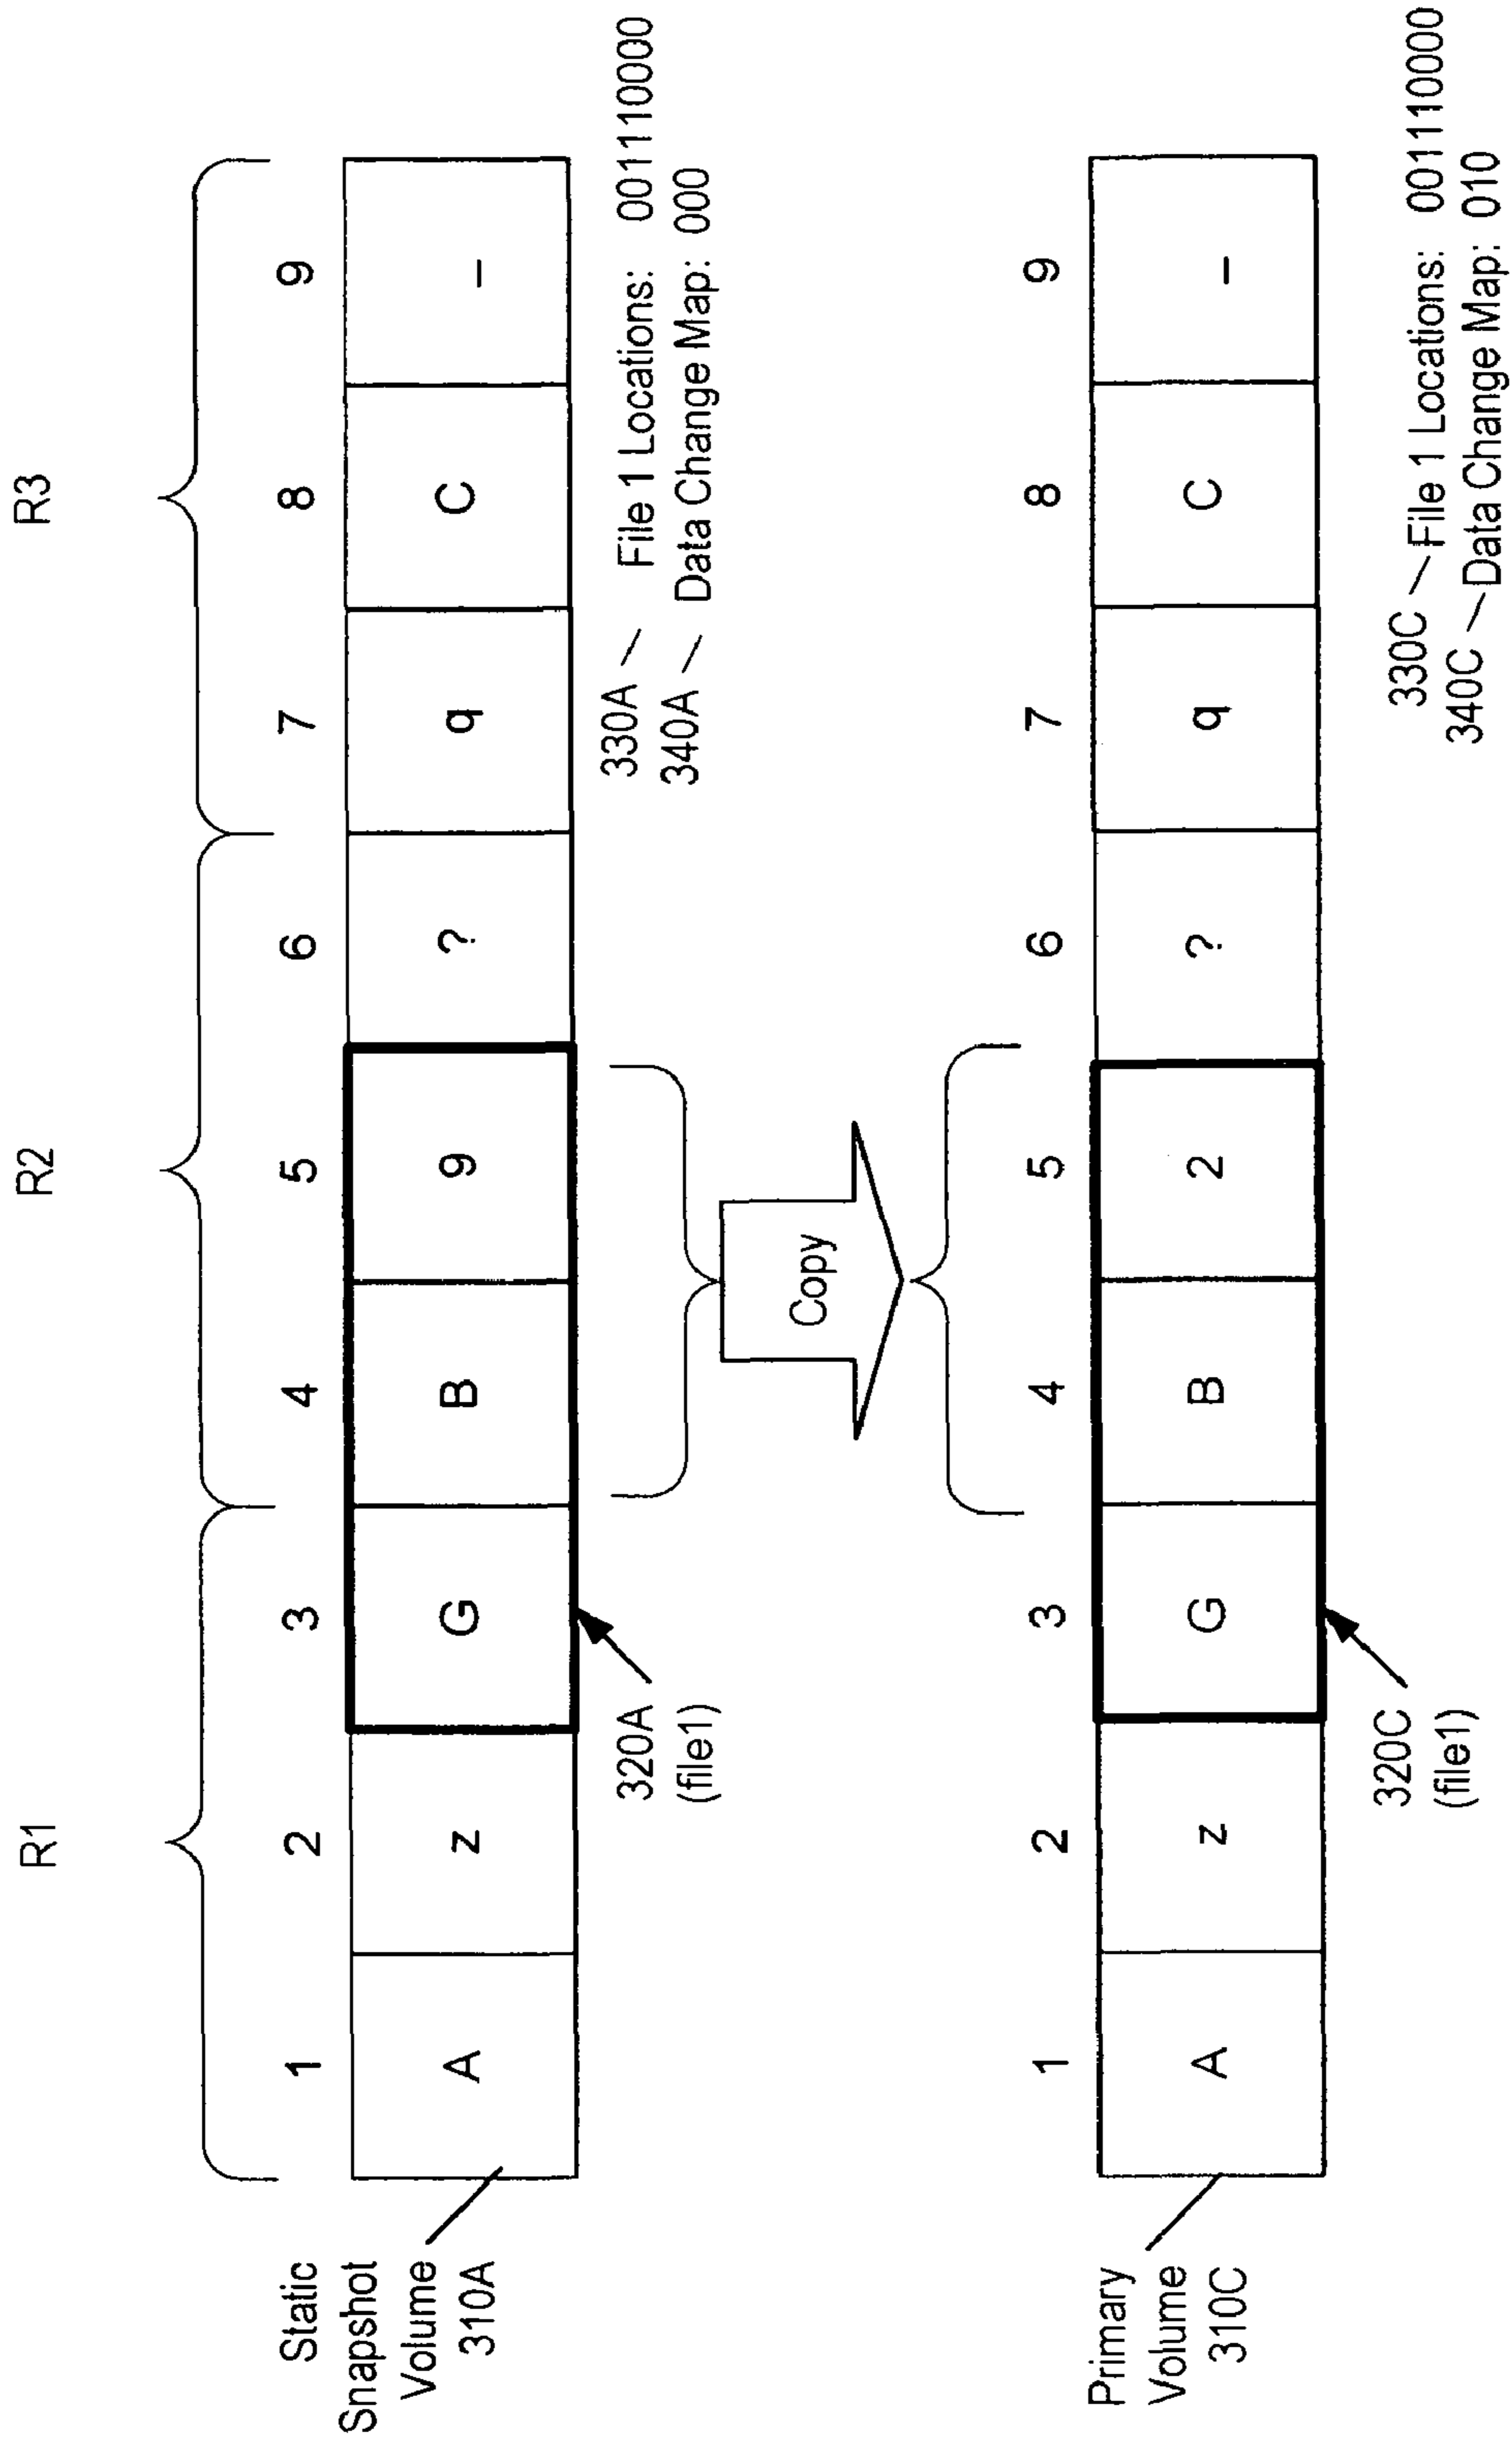 R1 R2 R3
1 2 3 4 5 6 7 8 9
Static
Snapshot
Volume
310A
A z G B 9 ? q C –
320A
(file1)
330A File 1 Locations: 001110000
340A Data Change Map: 000
Copy
1 2 3 4 5 6 7 8 9
Primary
Volume
310C
A z G B 2 ? q C –
320C
(file1)
330C File 1 Locations: 001110000
340C Data Change Map: 010